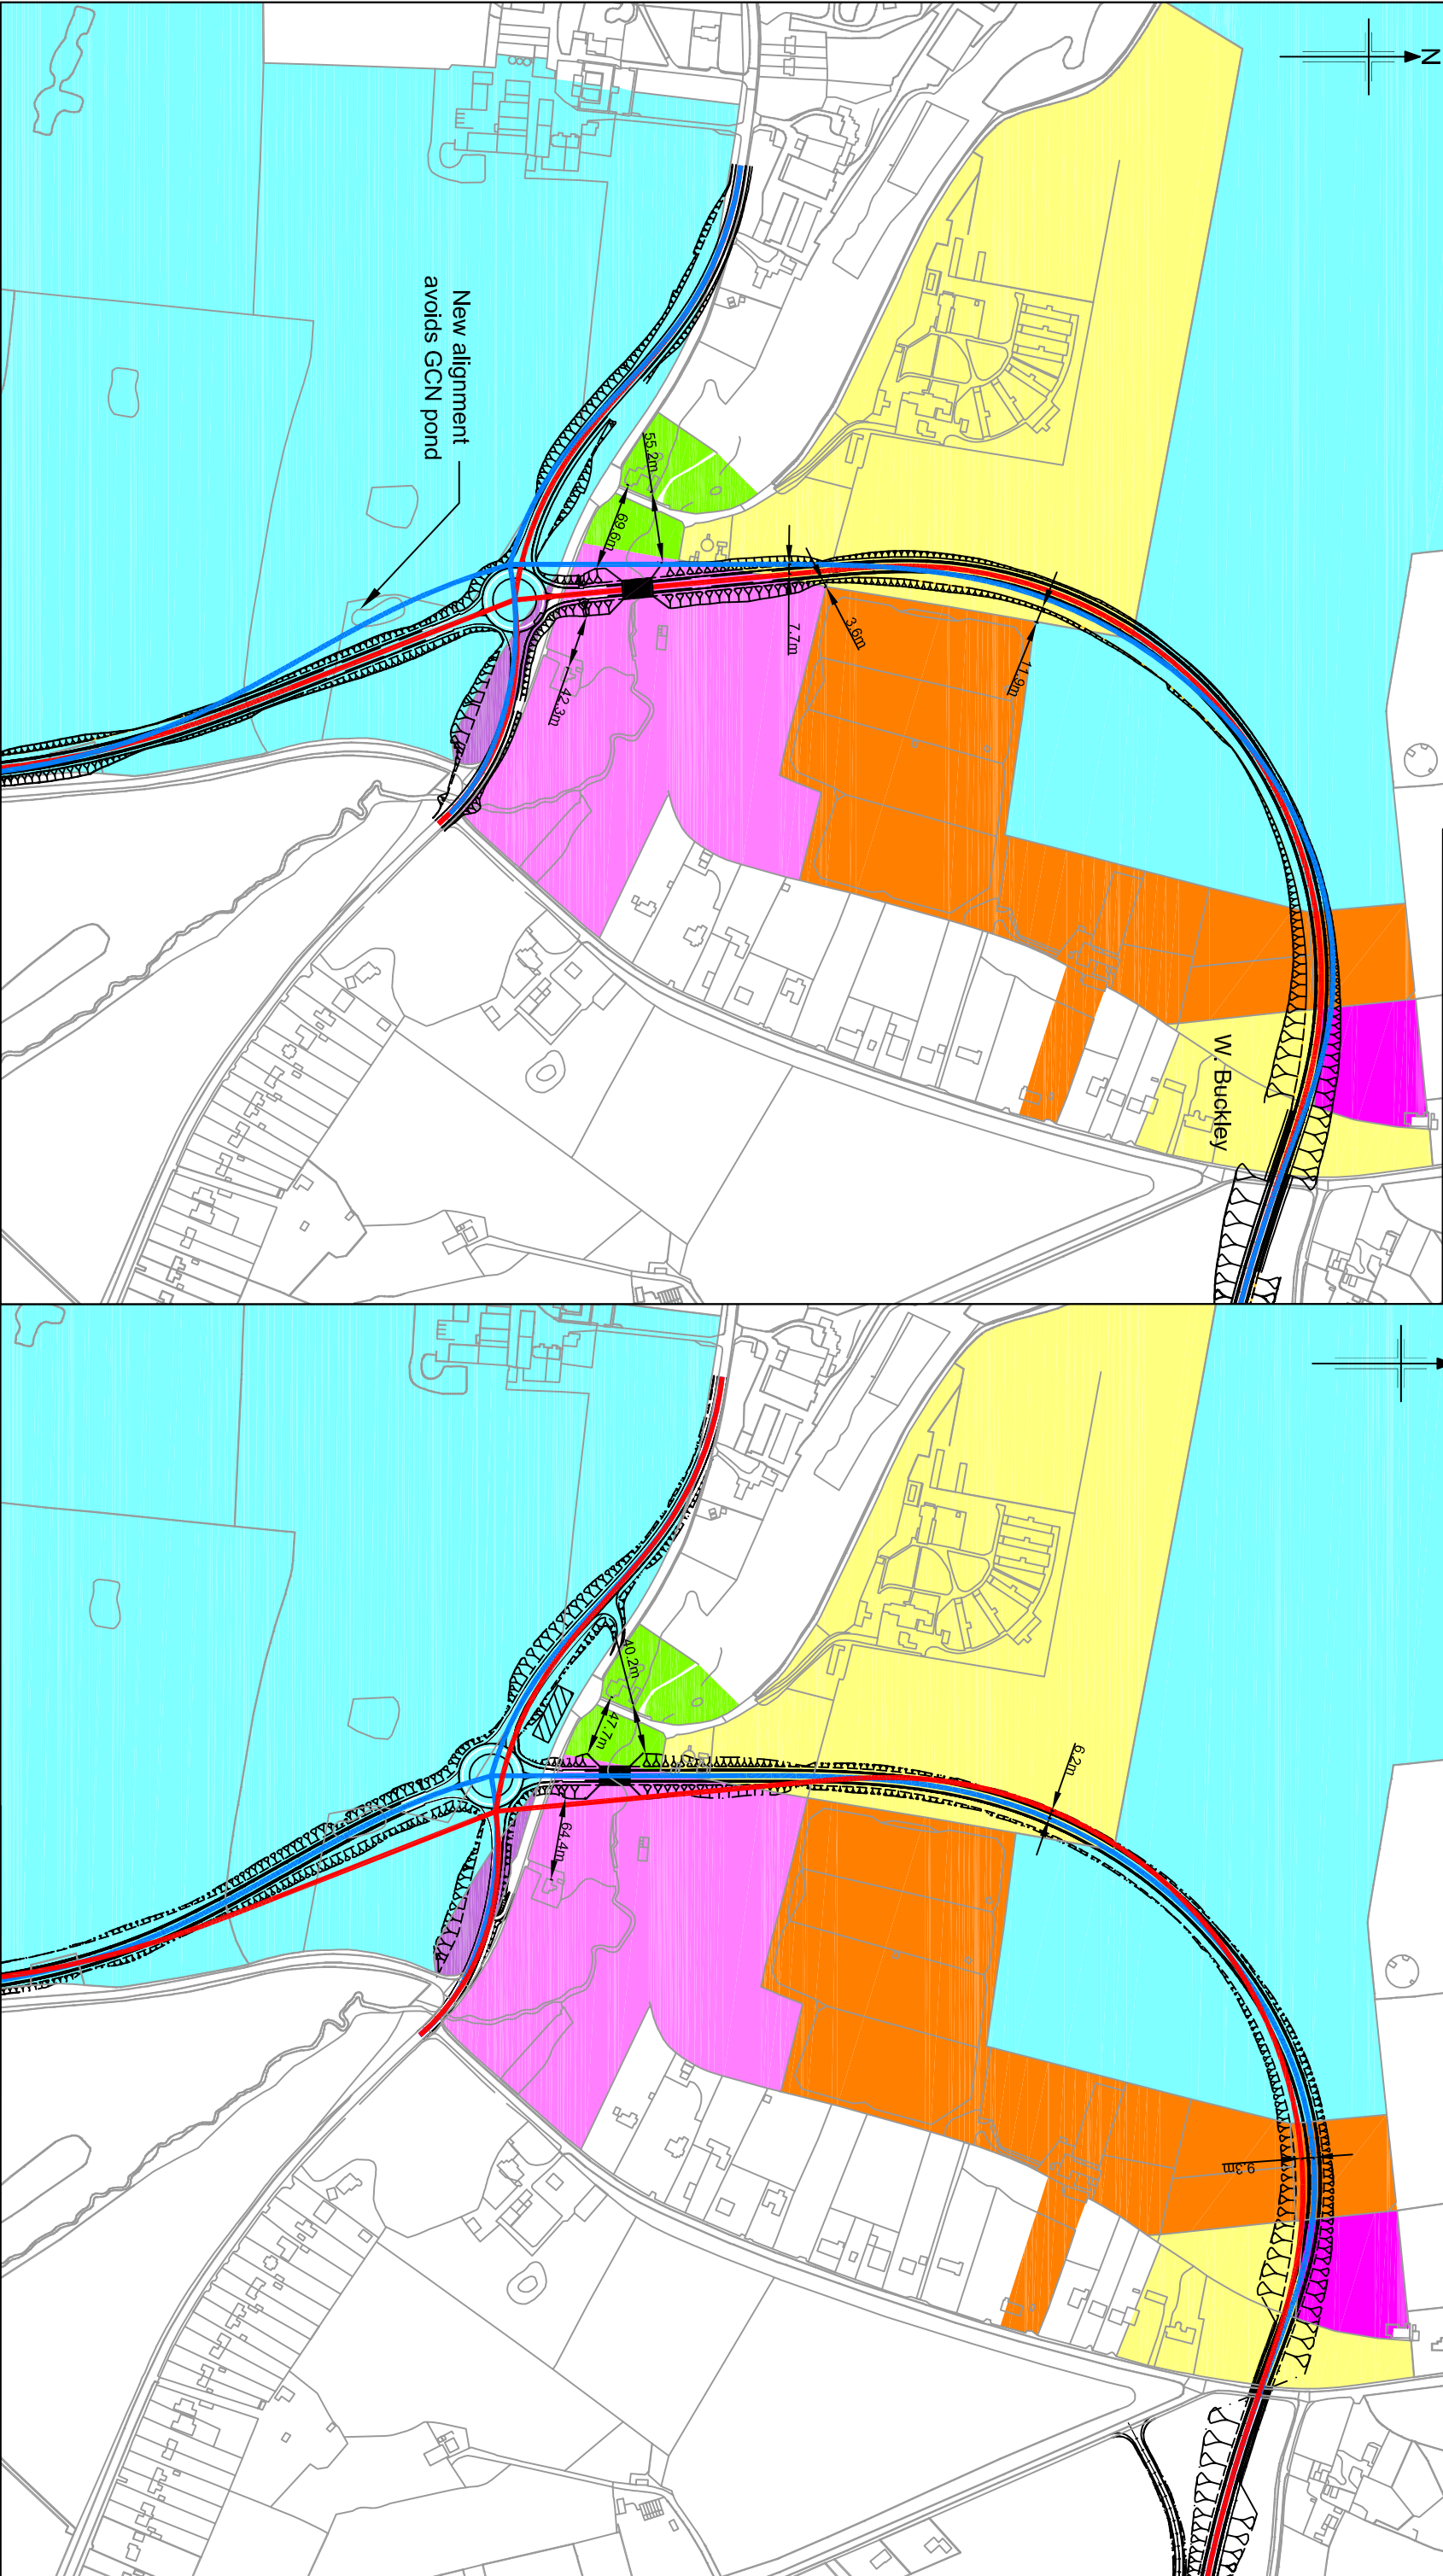 N
New alignment
avoids GCN pond
55.2m
69.6m
42.3m
7.7m
3.6m
11.9m
W. Buckley
40.2m
47.7m
64.4m
6.2m
9.3m